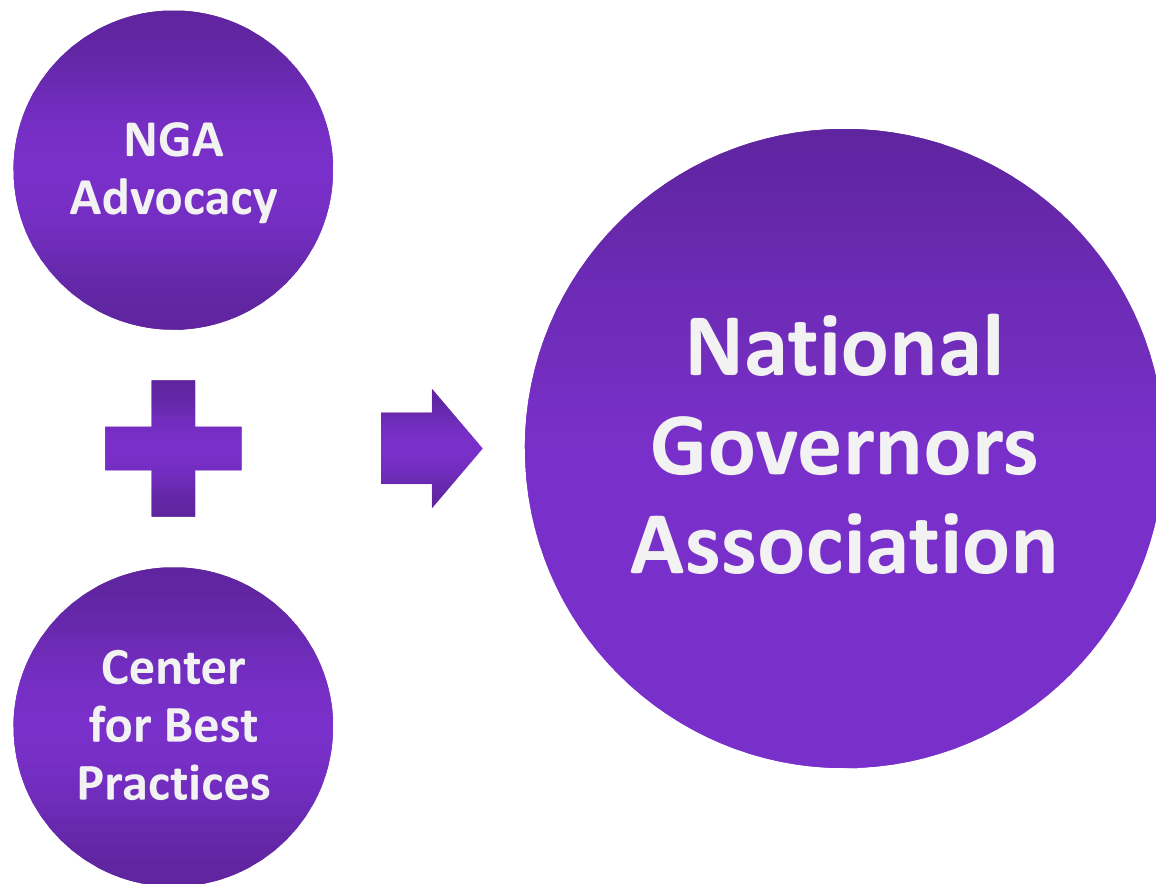 NGA
Advocacy
Center
for Best
Practices
National
Governors
Association